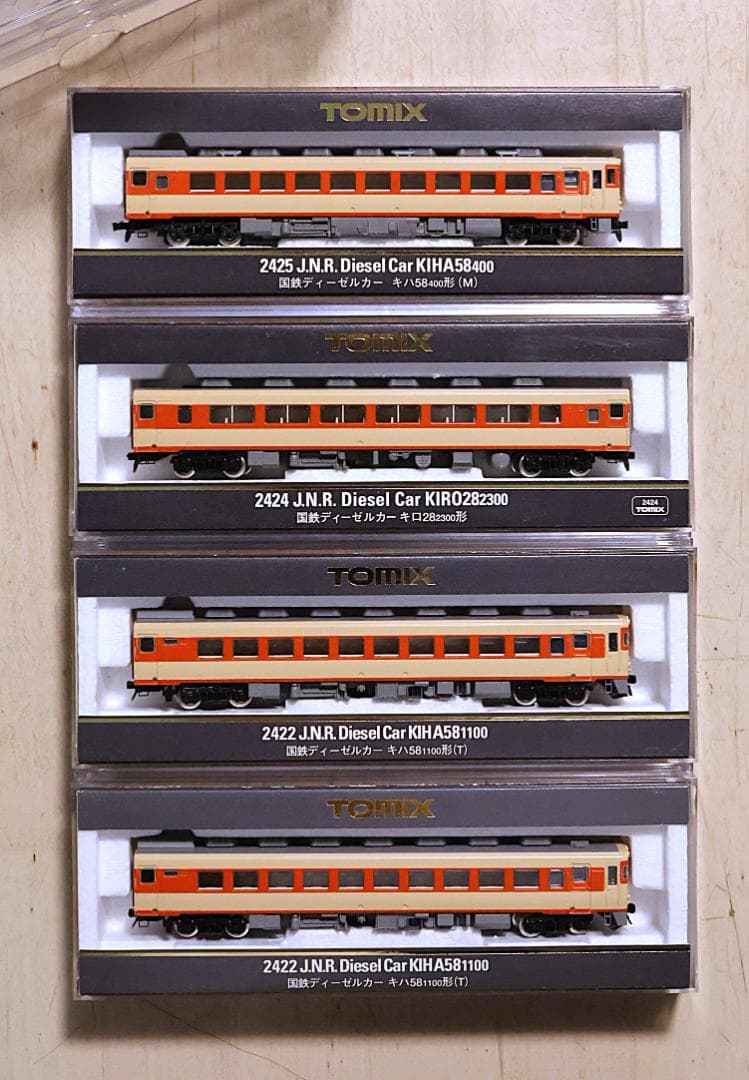 TOMIX
2425 J.N.R. Diesel Car KIHA58400
国鉄ディーゼルカー キハ58400形(M)
TOMIX
2424 J.N.R. Diesel Car KIRO282300
国鉄ディーゼルカー キロ282300形
2424
TOMIX
TOMIX
2422 J.N.R. Diesel Car KIHA581100
国鉄ディーゼルカー キハ581100形(T)
TOMIX
2422 J.N.R. Diesel Car KIHA581100
国鉄ディーゼルカー キハ581100形(T)